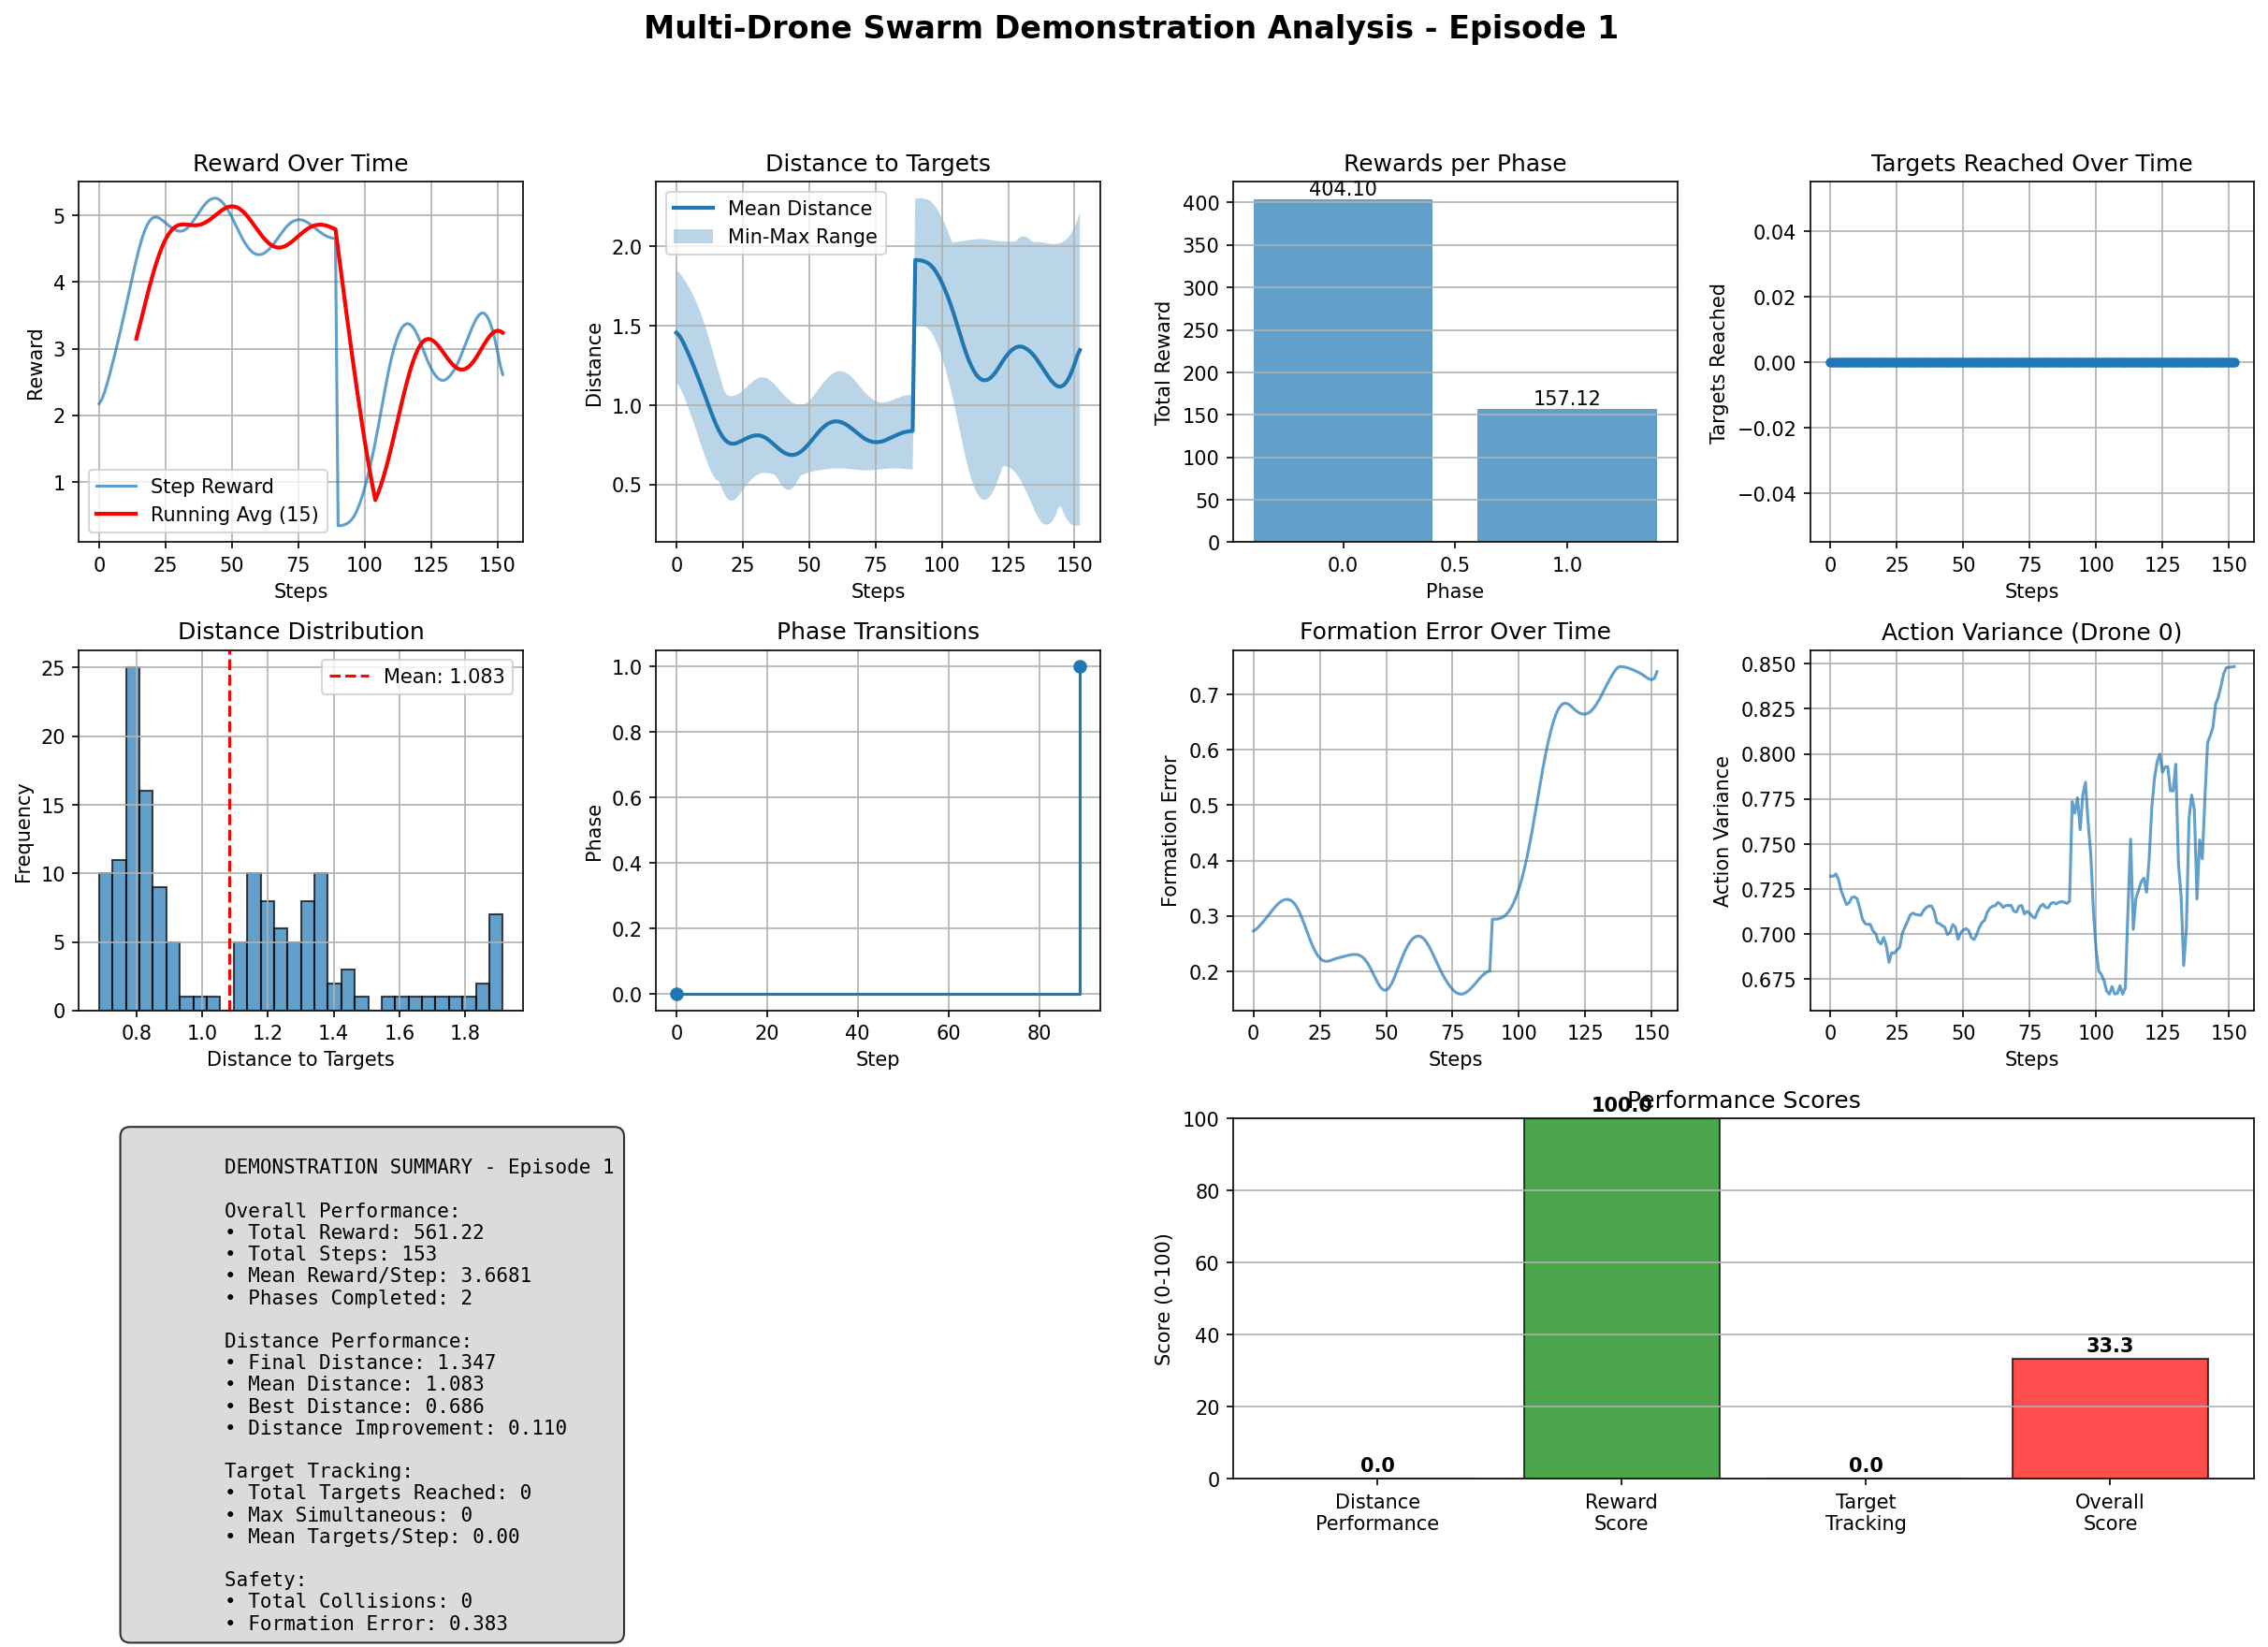 Multi-Drone Swarm Demonstration Analysis - Episode 1
Reward Over Time
Reward
5
4
3
2
1
Step Reward
Running Avg (15)
0 25 50 75 100 125 150
Steps
Distance to Targets
Distance
2.0
1.5
1.0
0.5
Mean Distance
Min-Max Range
0 25 50 75 100 125 150
Steps
Rewards per Phase
Total Reward
400
350
300
250
200
150
100
50
0
404.10
157.12
0.0 0.5 1.0
Phase
Targets Reached Over Time
Targets Reached
0.04
0.02
0.00
−0.02
−0.04
0 25 50 75 100 125 150
Steps
Distance Distribution
Frequency
25
20
15
10
5
0
Mean: 1.083
0.8 1.0 1.2 1.4 1.6 1.8
Distance to Targets
Phase Transitions
Phase
1.0
0.8
0.6
0.4
0.2
0.0
0 20 40 60 80
Step
Formation Error Over Time
Formation Error
0.7
0.6
0.5
0.4
0.3
0.2
0 25 50 75 100 125 150
Steps
Action Variance (Drone 0)
Action Variance
0.850
0.825
0.800
0.775
0.750
0.725
0.700
0.675
0 25 50 75 100 125 150
Steps
DEMONSTRATION SUMMARY - Episode 1
Overall Performance:
• Total Reward: 561.22
• Total Steps: 153
• Mean Reward/Step: 3.6681
• Phases Completed: 2
Distance Performance:
• Final Distance: 1.347
• Mean Distance: 1.083
• Best Distance: 0.686
• Distance Improvement: 0.110
Target Tracking:
• Total Targets Reached: 0
• Max Simultaneous: 0
• Mean Targets/Step: 0.00
Safety:
• Total Collisions: 0
• Formation Error: 0.383
Performance Scores
Score (0-100)
100
80
60
40
20
0
0.0
100.0
0.0
33.3
Distance
Performance
Reward
Score
Target
Tracking
Overall
Score